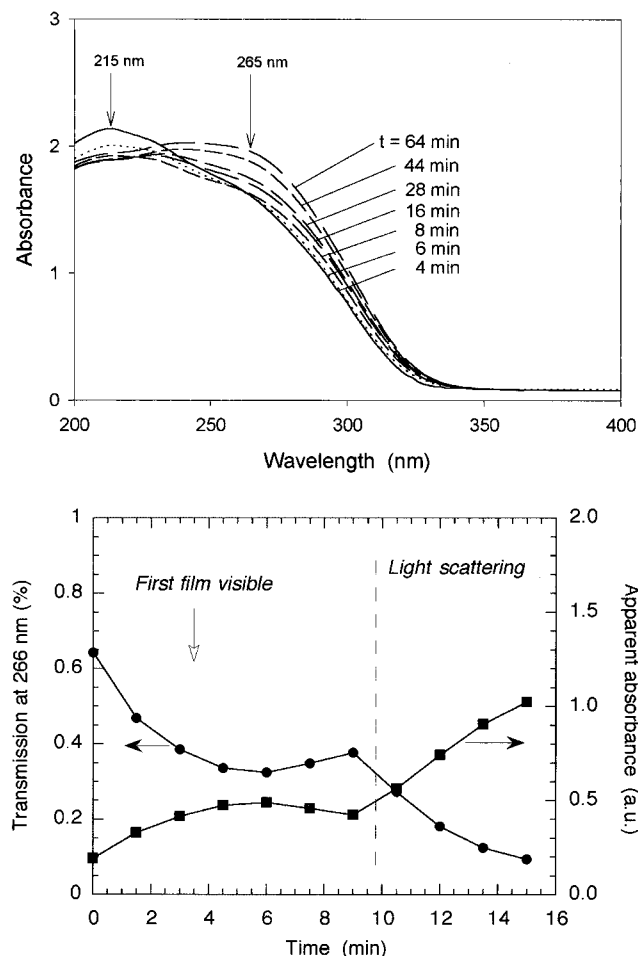 3
215 nm
265 nm
t = 64 min
44 min
28 min
16 min
8 min
6 min
4 min
2
1
0
Absorbance
200
250
300
350
400
Wavelength (nm)
1
0.8
0.6
0.4
0.2
0
Transmission at 266 nm (%)
First film visible
Light scattering
2.0
1.5
1.0
0.5
0.0
Apparent absorbance (a.u.)
0
2
4
6
8
10
12
14
16
Time (min)